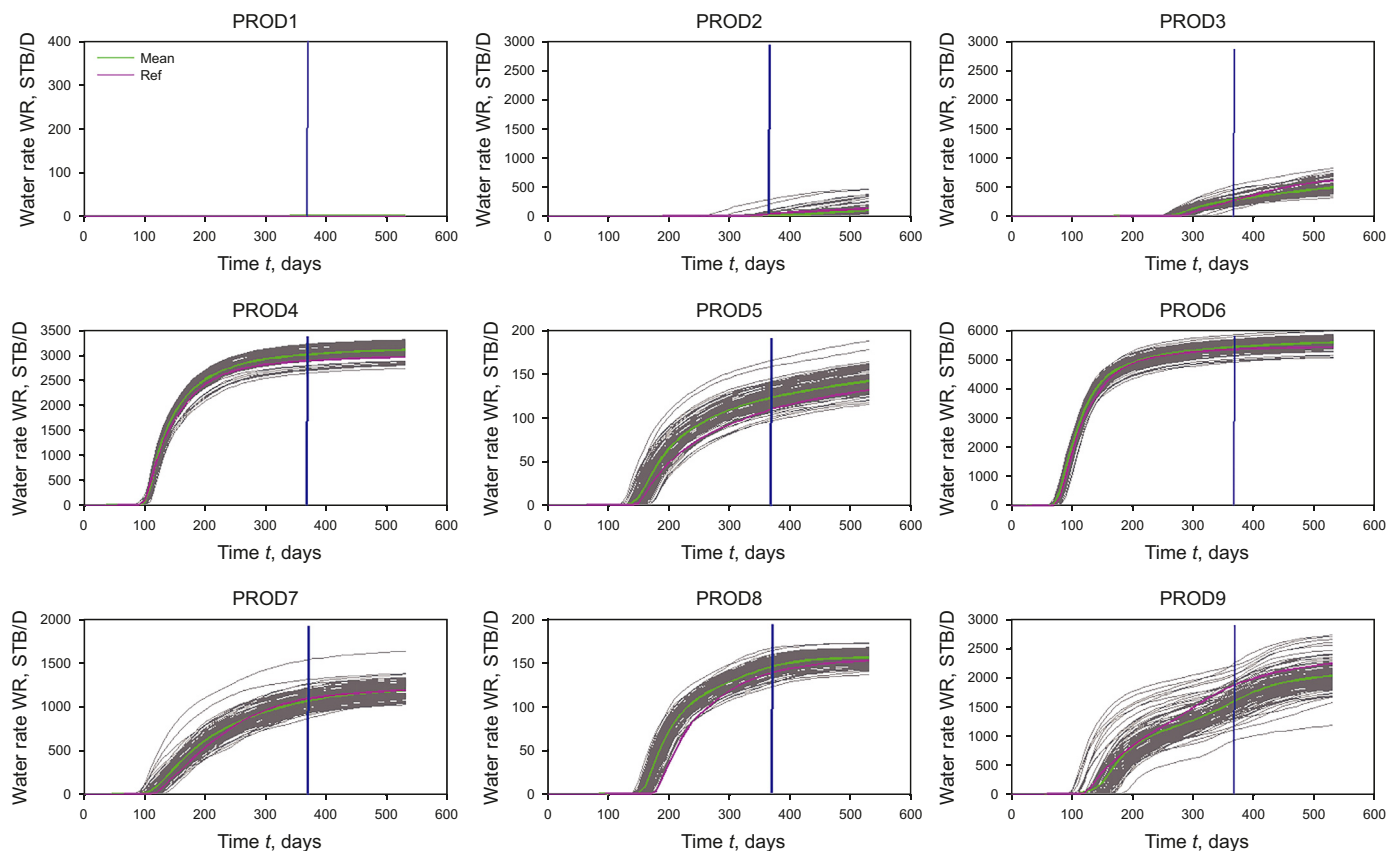 PROD1
Water rate WR, STB/D
400
300
200
100
0
Mean
Ref
0 100 200 300 400 500 600
Time t, days
PROD2
Water rate WR, STB/D
3000
2500
2000
1500
1000
500
0
0 100 200 300 400 500 600
Time t, days
PROD3
Water rate WR, STB/D
3000
2500
2000
1500
1000
500
0
0 100 200 300 400 500 600
Time t, days
PROD4
Water rate WR, STB/D
3500
3000
2500
2000
1500
1000
500
0
0 100 200 300 400 500 600
Time t, days
PROD5
Water rate WR, STB/D
200
150
100
50
0
0 100 200 300 400 500 600
Time t, days
PROD6
Water rate WR, STB/D
6000
5000
4000
3000
2000
1000
0
0 100 200 300 400 500 600
Time t, days
PROD7
Water rate WR, STB/D
2000
1500
1000
500
0
0 100 200 300 400 500 600
Time t, days
PROD8
Water rate WR, STB/D
200
150
100
50
0
0 100 200 300 400 500 600
Time t, days
PROD9
Water rate WR, STB/D
3000
2500
2000
1500
1000
500
0
0 100 200 300 400 500 600
Time t, days